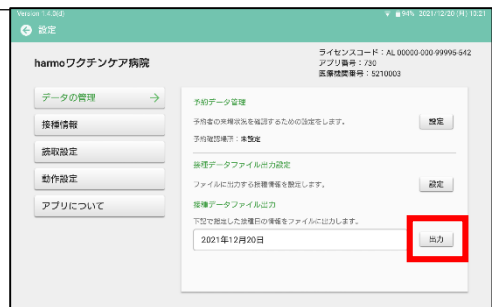 Version 1.4.2(d)
94% 2021/12/20 (月) 10:21
設定
harmoワクチンケア病院
ライセンスコード：AL 00000-000-99995-642
アプリ番号：730
医療機関番号：5210003
データの管理
接種情報
読取設定
動作設定
アプリについて
予約データ管理
予約者の来場状況を確認するための設定をします。
設定
予約確認場所：未設定
接種データファイル出力設定
ファイルに出力する接種情報を設定します。
設定
接種データファイル出力
下記で指定した接種日の情報をファイルに出力します。
2021年12月20日
出力